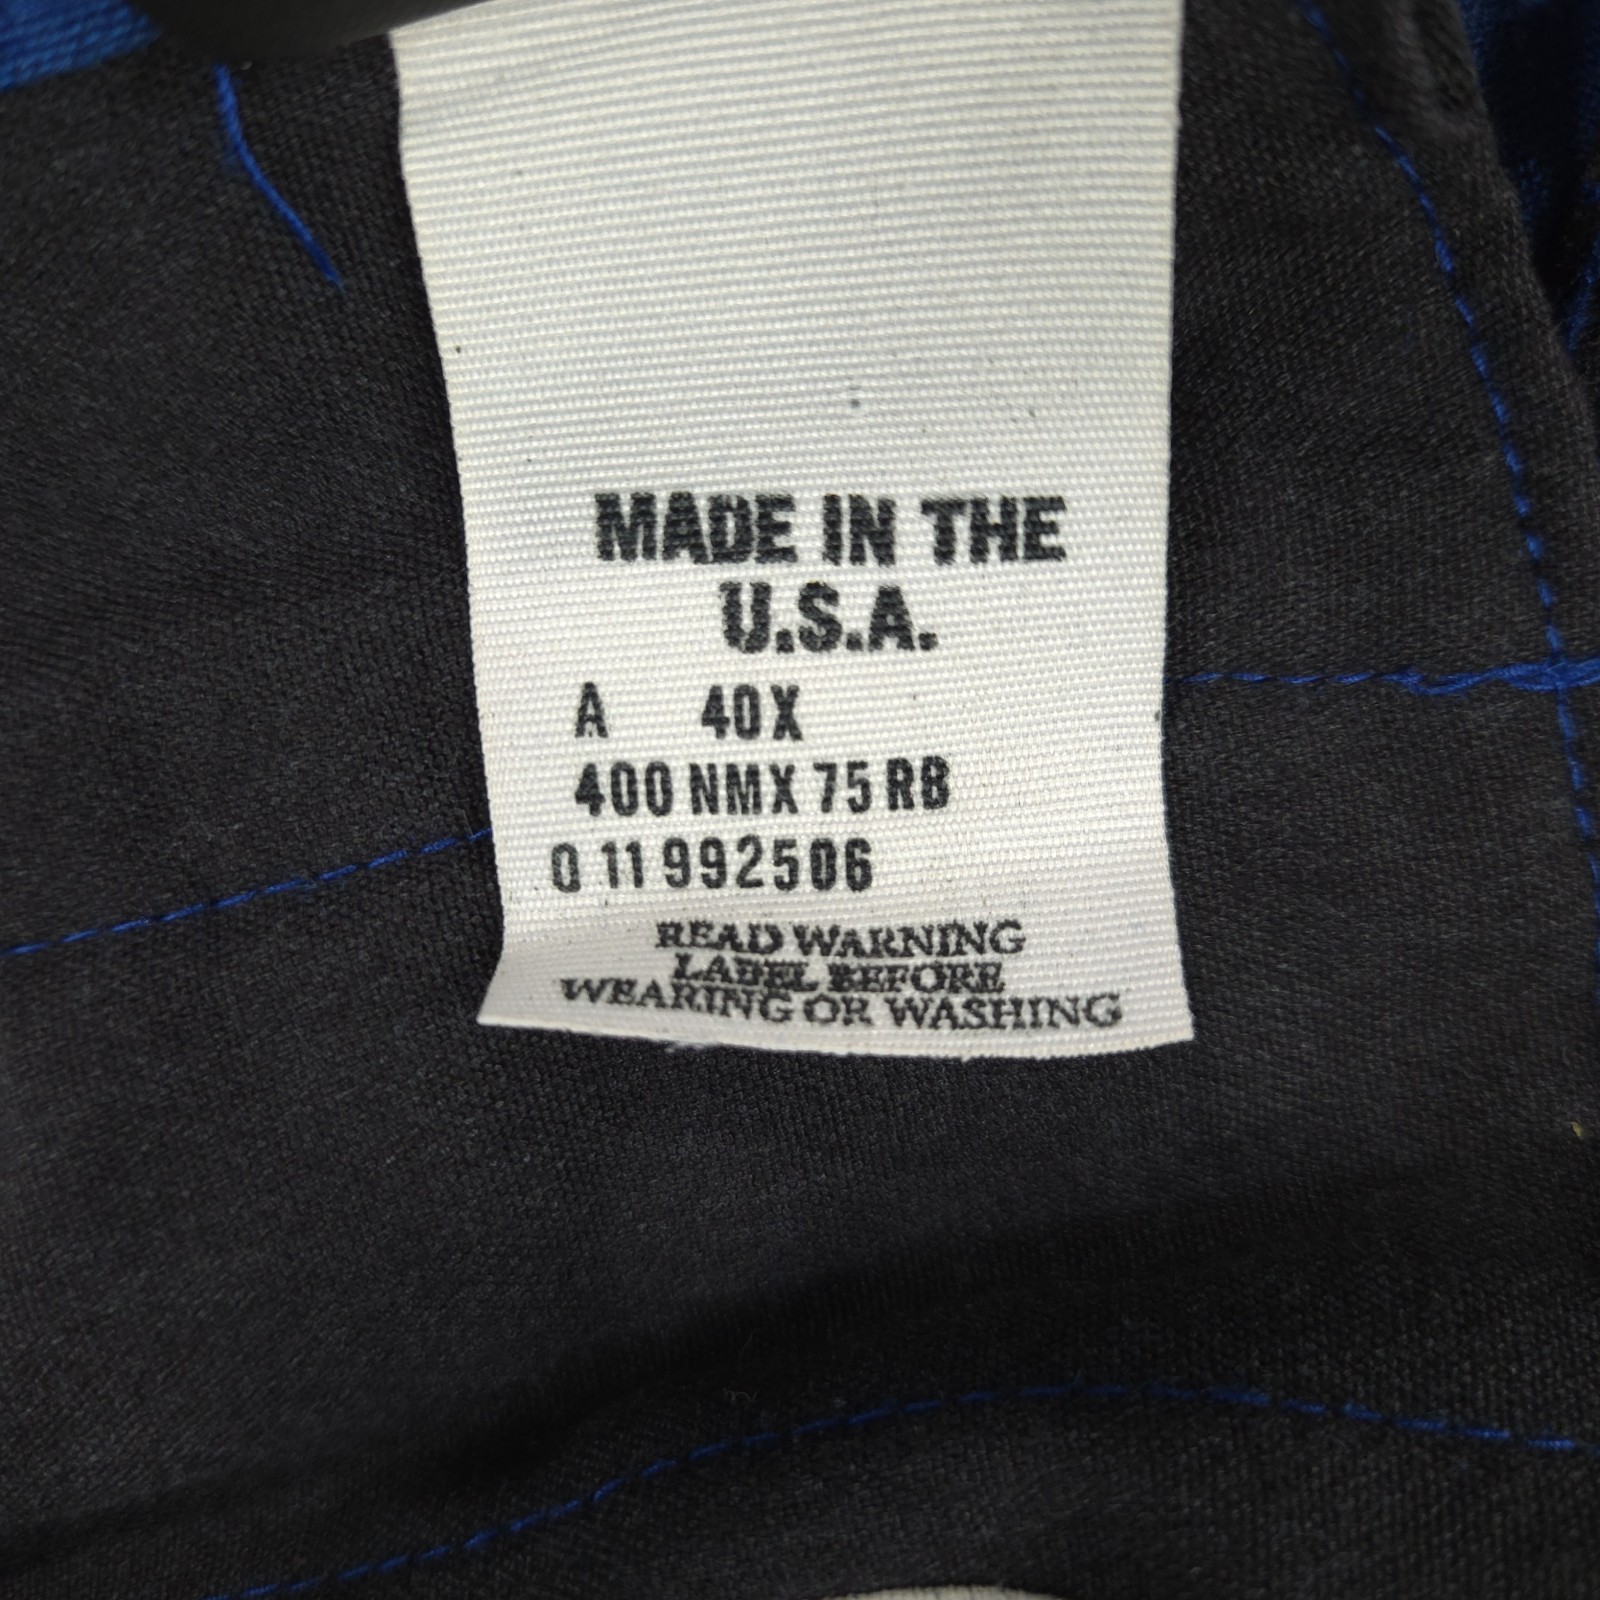 MADE IN THE
U.S.A.
A 40X
400 NMX 75 RB
0 11 992506
READ WARNING
LABEL BEFORE
WEARING OR WASHING